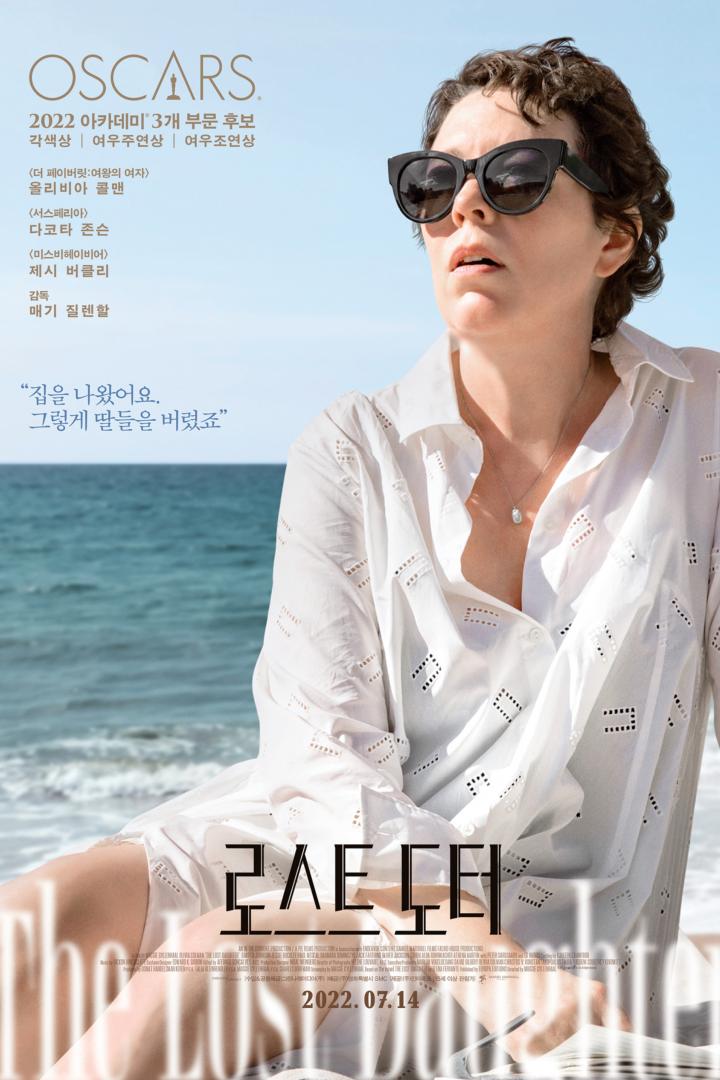 OSCARS
2022 아카데미® 3개 부문 후보
각색상 | 여우주연상 | 여우조연상
<더 페이버릿: 여왕의 여자>
올리비아 콜맨
<서스페리아>
다코타 존슨
<미스비헤이비어>
제시 버클리
감독
매기 질렌할
“집을 나왔어요.
그렇게 딸들을 버렸죠”
로스트 도터
The Lost Daughter
2022.07.14